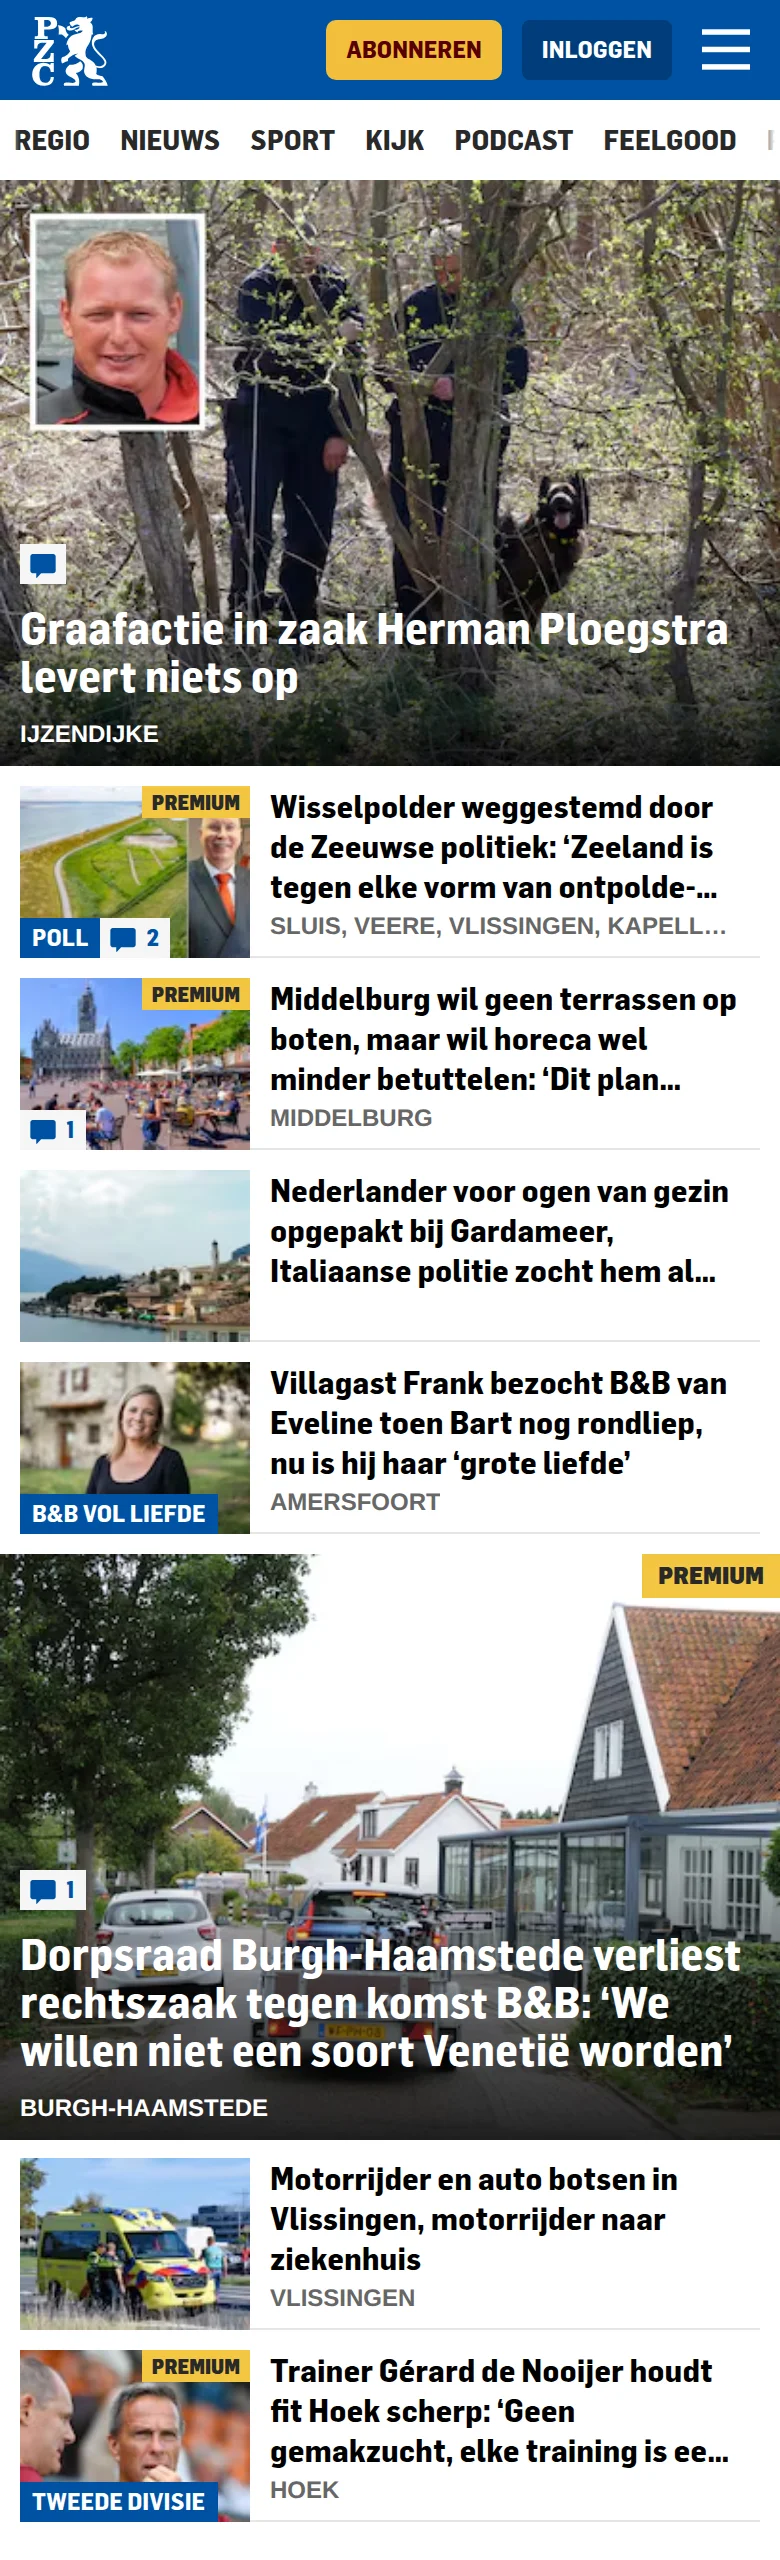 PZC
ABONNEREN
INLOGGEN
REGIO NIEUWS SPORT KIJK PODCAST FEELGOOD
Graafactie in zaak Herman Ploegstra
levert niets op
IJZENDIJKE
PREMIUM
POLL 2
Wisselpolder weggestemd door
de Zeeuwse politiek: ‘Zeeland is
tegen elke vorm van ontpolde-...
SLUIS, VEERE, VLISSINGEN, KAPELL...
PREMIUM
1
Middelburg wil geen terrassen op
boten, maar wil horeca wel
minder betuttelen: ‘Dit plan...
MIDDELBURG
Nederlander voor ogen van gezin
opgepakt bij Gardameer,
Italiaanse politie zocht hem al...
B&B VOL LIEFDE
Villagast Frank bezocht B&B van
Eveline toen Bart nog rondliep,
nu is hij haar ‘grote liefde’
AMERSFOORT
PREMIUM
1
Dorpsraad Burgh-Haamstede verliest
rechtszaak tegen komst B&B: ‘We
willen niet een soort Venetië worden’
BURGH-HAAMSTEDE
Motorrijder en auto botsen in
Vlissingen, motorrijder naar
ziekenhuis
VLISSINGEN
PREMIUM
TWEEDE DIVISIE
Trainer Gérard de Nooijer houdt
fit Hoek scherp: ‘Geen
gemakzucht, elke training is ee...
HOEK